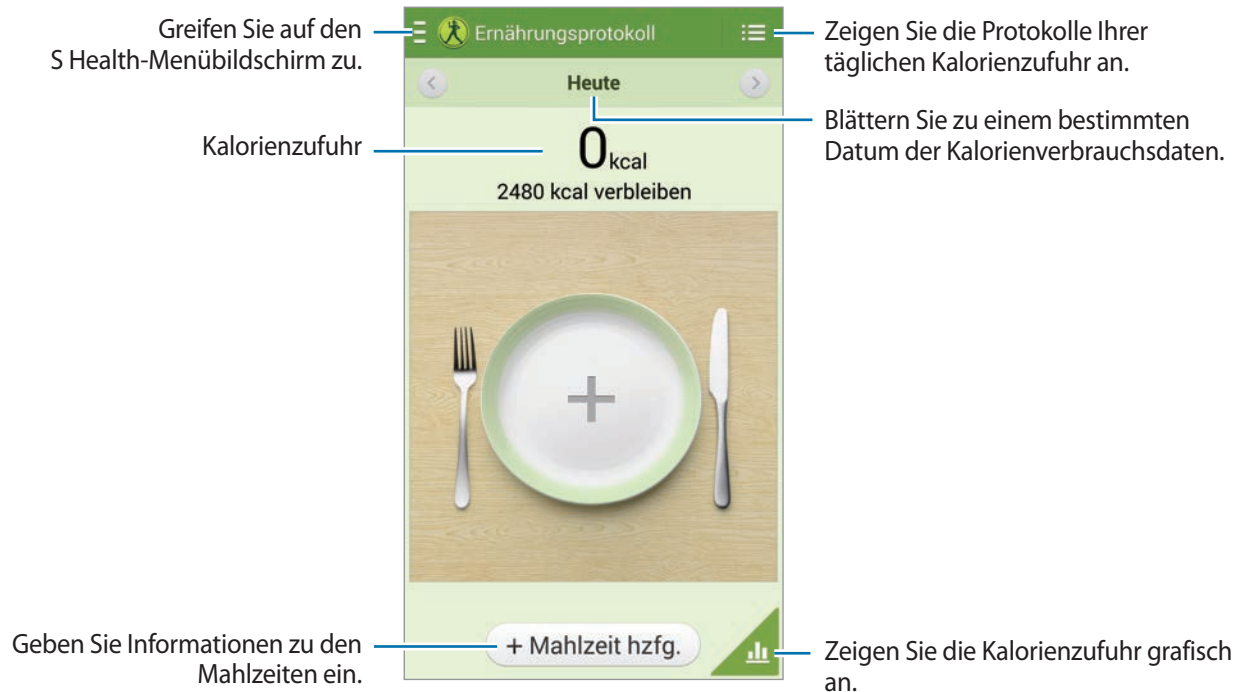 Greifen Sie auf den
S Health-Menübildschirm zu.
Ernährungsprotokoll
Zeigen Sie die Protokolle Ihrer
täglichen Kalorienzufuhr an.
Heute
Blättern Sie zu einem bestimmten
Datum der Kalorienverbrauchsdaten.
Kalorienzufuhr
0 kcal
2480 kcal verbleiben
Geben Sie Informationen zu den
Mahlzeiten ein.
+ Mahlzeit hzfg.
Zeigen Sie die Kalorienzufuhr grafisch
an.